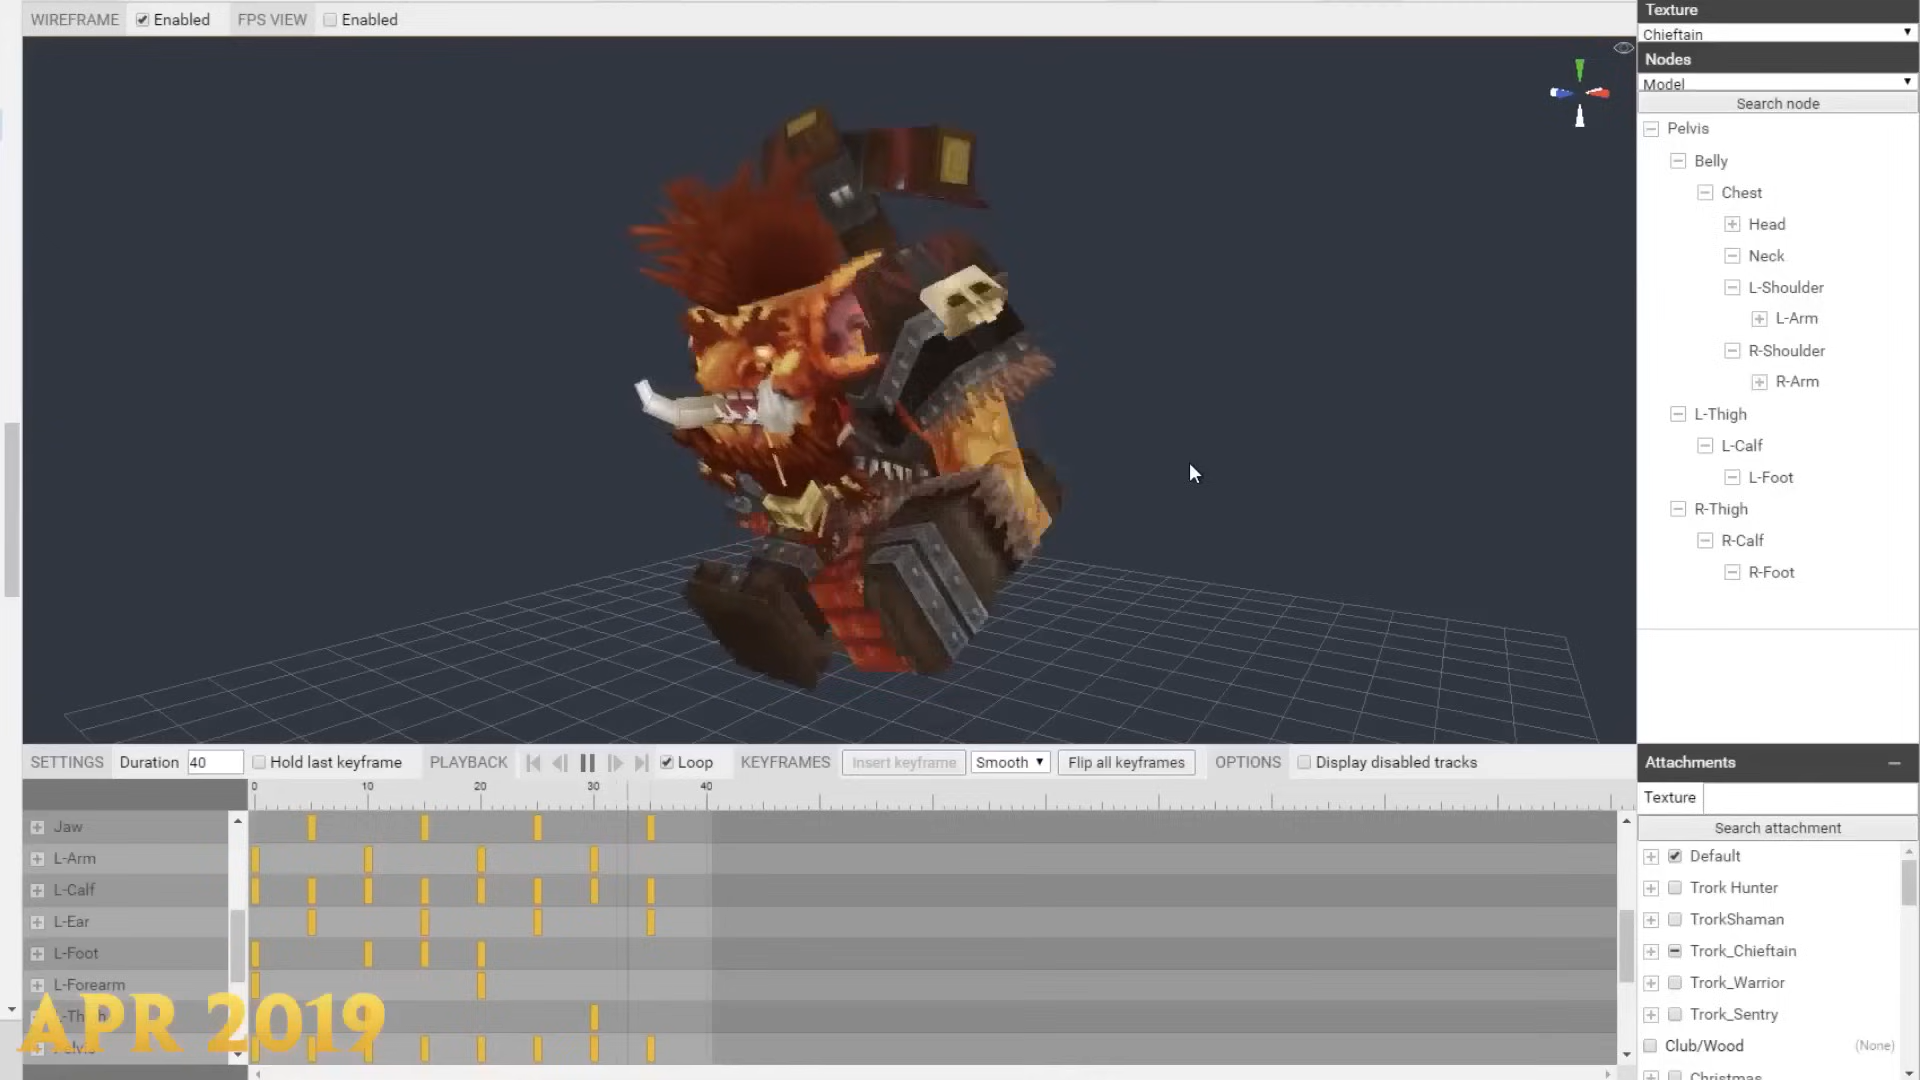 WIREFRAME Enabled FPS VIEW Enabled
Texture
Chieftain
Nodes
Model
Search node
Pelvis
Belly
Chest
Head
Neck
L-Shoulder
L-Arm
R-Shoulder
R-Arm
L-Thigh
L-Calf
L-Foot
R-Thigh
R-Calf
R-Foot
SETTINGS Duration 40 Hold last keyframe PLAYBACK Loop KEYFRAMES Insert keyframe Smooth Flip all keyframes OPTIONS Display disabled tracks
0 10 20 30 40
Jaw
L-Arm
L-Calf
L-Ear
L-Foot
L-Forearm
L-Thigh
Pelvis
APR 2019
Attachments
Texture
Search attachment
Default
Trork Hunter
TrorkShaman
Trork_Chieftain
Trork_Warrior
Trork_Sentry
Club/Wood (None)
Christmas